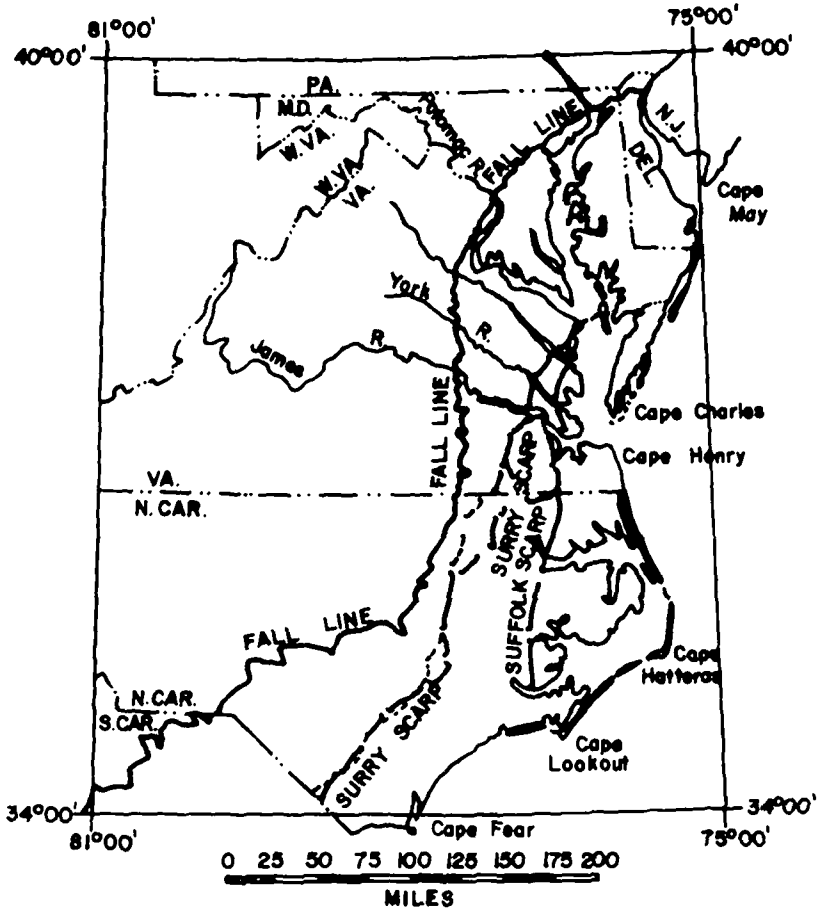 81°00'
75°00'
40°00'
40°00'
PA.
M.D.
W.VA.
Potomac R.
FALL LINE
N.J.
DEL.
W.VA.
VA.
Cape
May
York
R.
James
R.
FALL LINE
Cape Charles
Cape Henry
SURRY SCARP
SCARP
SUFFOLK SCARP
VA.
N.CAR.
FALL LINE
Cape
Hatteras
N.CAR.
S.CAR.
SURRY SCARP
Cape
Lookout
34°00'
34°00'
Cape Fear
81°00'
75°00'
0 25 50 75 100 125 150 175 200
MILES